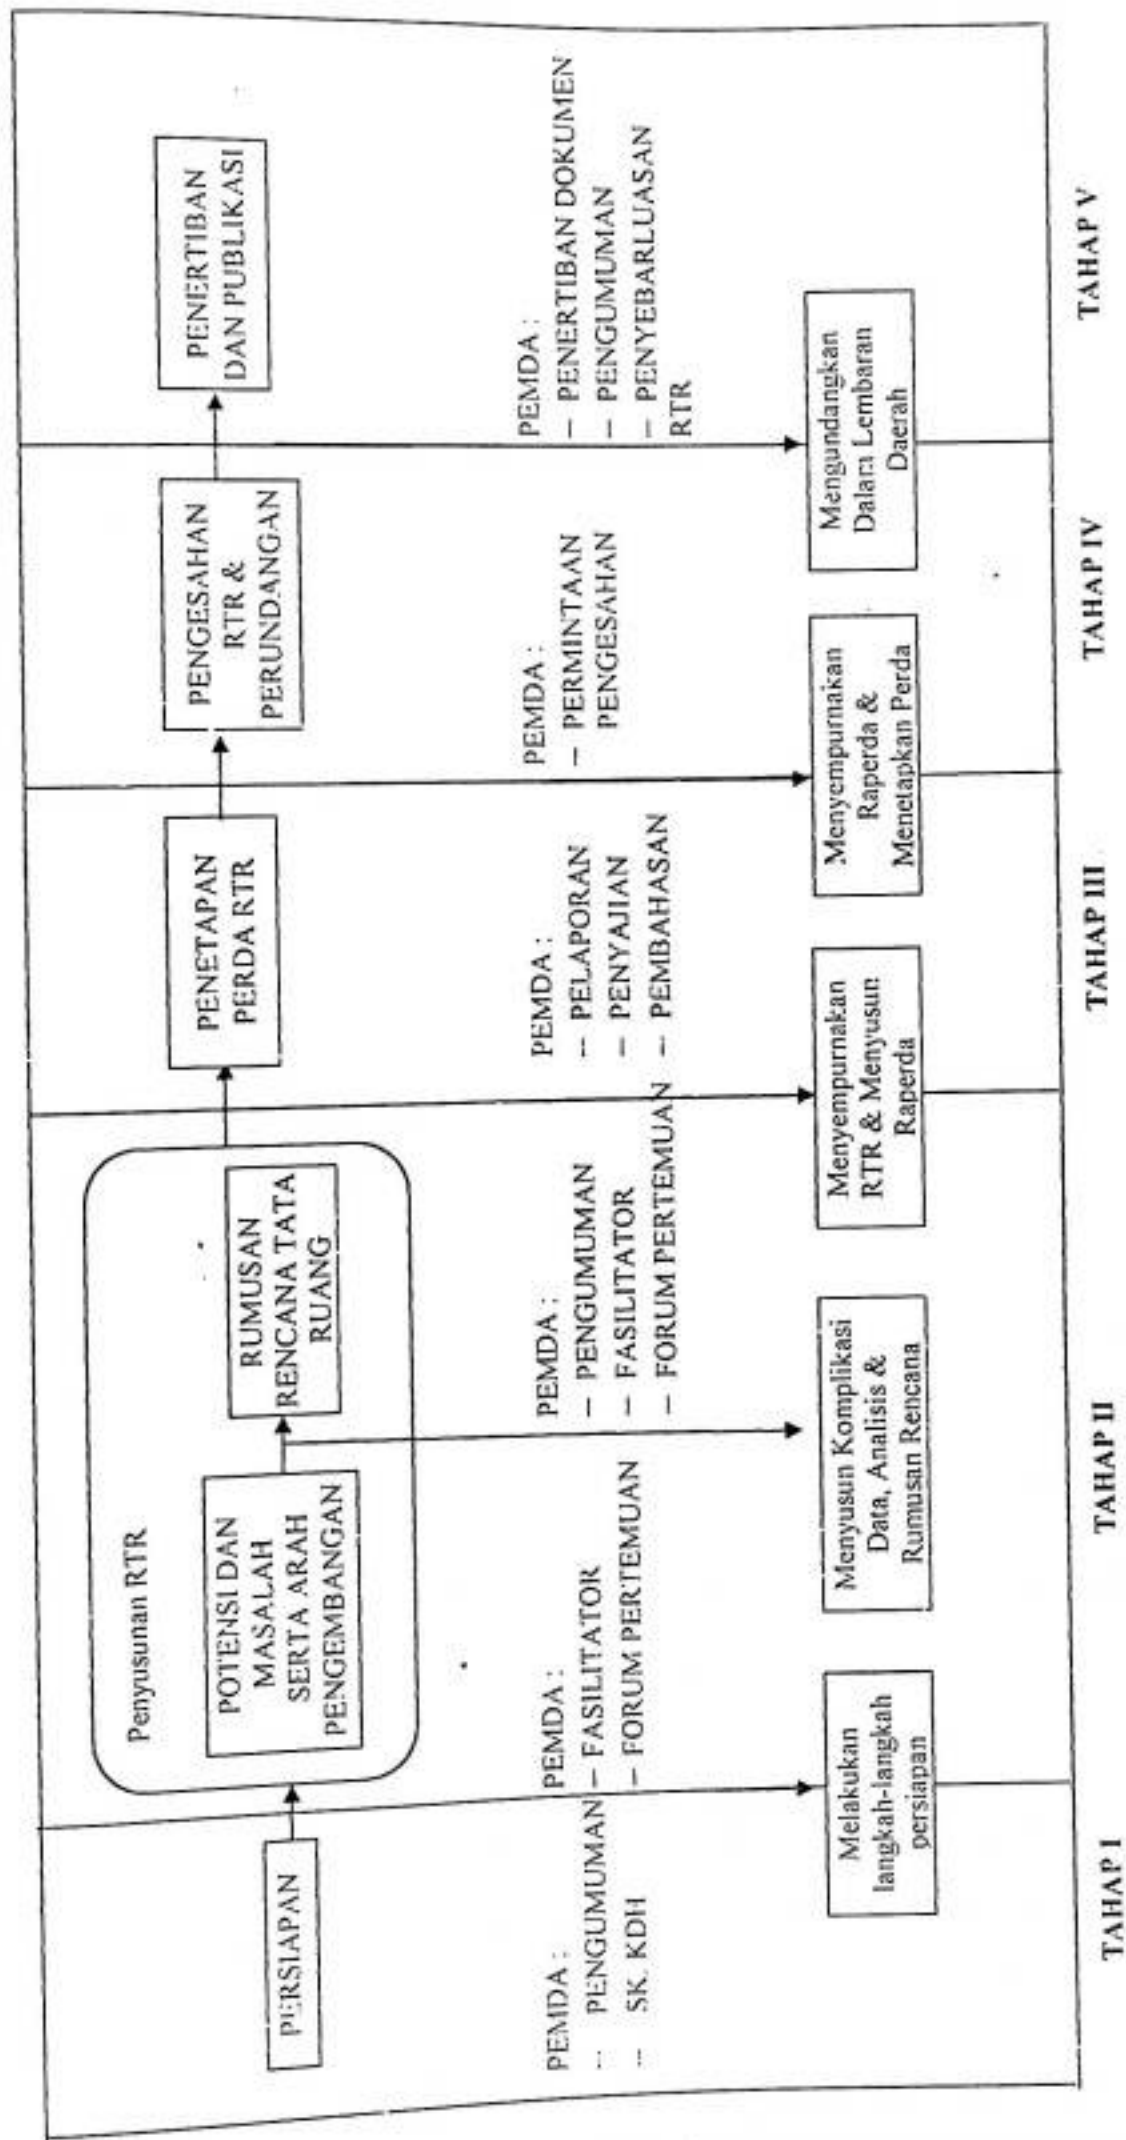 Penyusunan RTR
PERSIAPAN
POTENSI DAN
MASALAH
SERTA ARAH
PENGEMBANGAN
RUMUSAN
RENCANA TATA
RUANG
PENETAPAN
PERDA RTR
PENGESAHAN
RTR &
PERUNDANGAN
PENERTIBAN
DAN PUBLIKASI
PEMDA :
-- PENGUMUMAN
-- SK. KDH
PEMDA :
– FASILITATOR
– FORUM PERTEMUAN
PEMDA :
– PENGUMUMAN
– FASILITATOR
– FORUM PERTEMUAN
PEMDA :
-- PELAPORAN
– PENYAJIAN
-- PEMBAHASAN
PEMDA :
– PERMINTAAN
PENGESAHAN
PEMDA :
– PENERTIBAN DOKUMEN
– PENGUMUMAN
– PENYEBARLUASAN
RTR
Melakukan
langkah-langkah
persiapan
Menyusun Komplikasi
Data, Analisis &
Rumusan Rencana
Menyempurnakan
RTR & Menyusun
Raperda
Menyempurnakan
Raperda &
Menetapkan Perda
Mengundangkan
Dalam Lembaran
Daerah
TAHAP I
TAHAP II
TAHAP III
TAHAP IV
TAHAP V